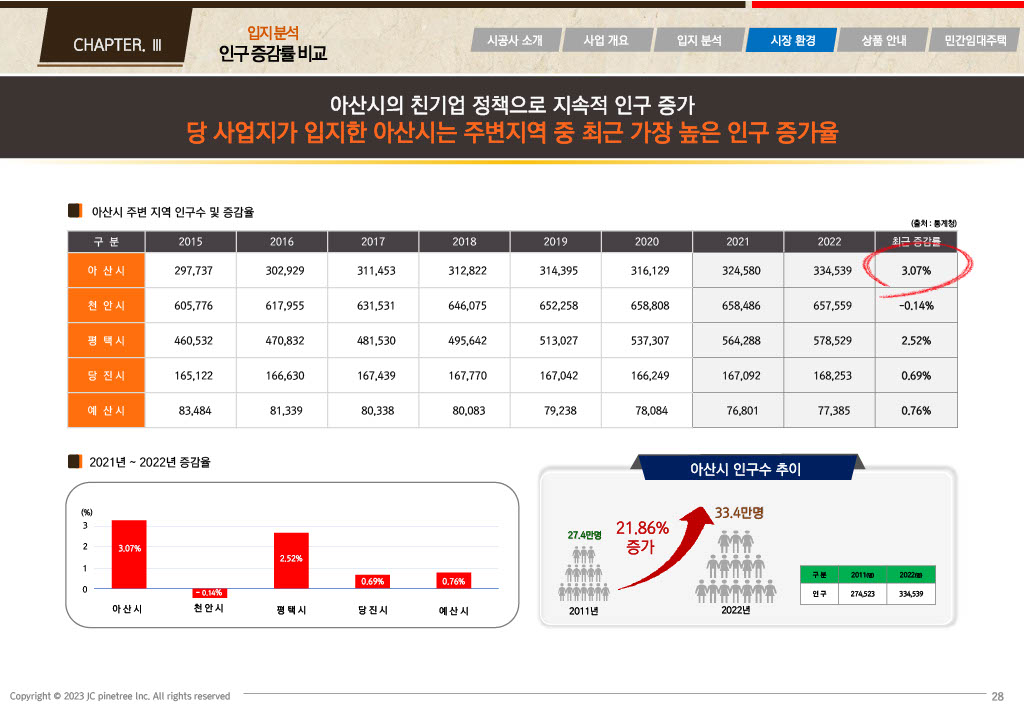 CHAPTER. Ⅲ
입지 분석
인구 증감률 비교
시공사 소개 사업 개요 입지 분석 시장 환경 상품 안내 민간임대주택
아산시의 친기업 정책으로 지속적 인구 증가
당 사업지가 입지한 아산시는 주변지역 중 최근 가장 높은 인구 증가율
아산시 주변 지역 인구수 및 증감율
(출처 : 통계청)
구 분 2015 2016 2017 2018 2019 2020 2021 2022 최근 증감률
아 산 시 297,737 302,929 311,453 312,822 314,395 316,129 324,580 334,539 3.07%
천 안 시 605,776 617,955 631,531 646,075 652,258 658,808 658,486 657,559 -0.14%
평 택 시 460,532 470,832 481,530 495,642 513,027 537,307 564,288 578,529 2.52%
당 진 시 165,122 166,630 167,439 167,770 167,042 166,249 167,092 168,253 0.69%
예 산 시 83,484 81,339 80,338 80,083 79,238 78,084 76,801 77,385 0.76%
2021년 ~ 2022년 증감율
(%)
3
2
1
0
3.07%
- 0.14%
2.52%
0.69%
0.76%
아 산 시 천 안 시 평 택 시 당 진 시 예 산 시
아산시 인구수 추이
27.4만명
21.86%
증가
33.4만명
2011년
2022년
구 분 2011 2022
인 구 274,523 334,539
Copyright © 2023 JC pinetree Inc. All rights reserved
28